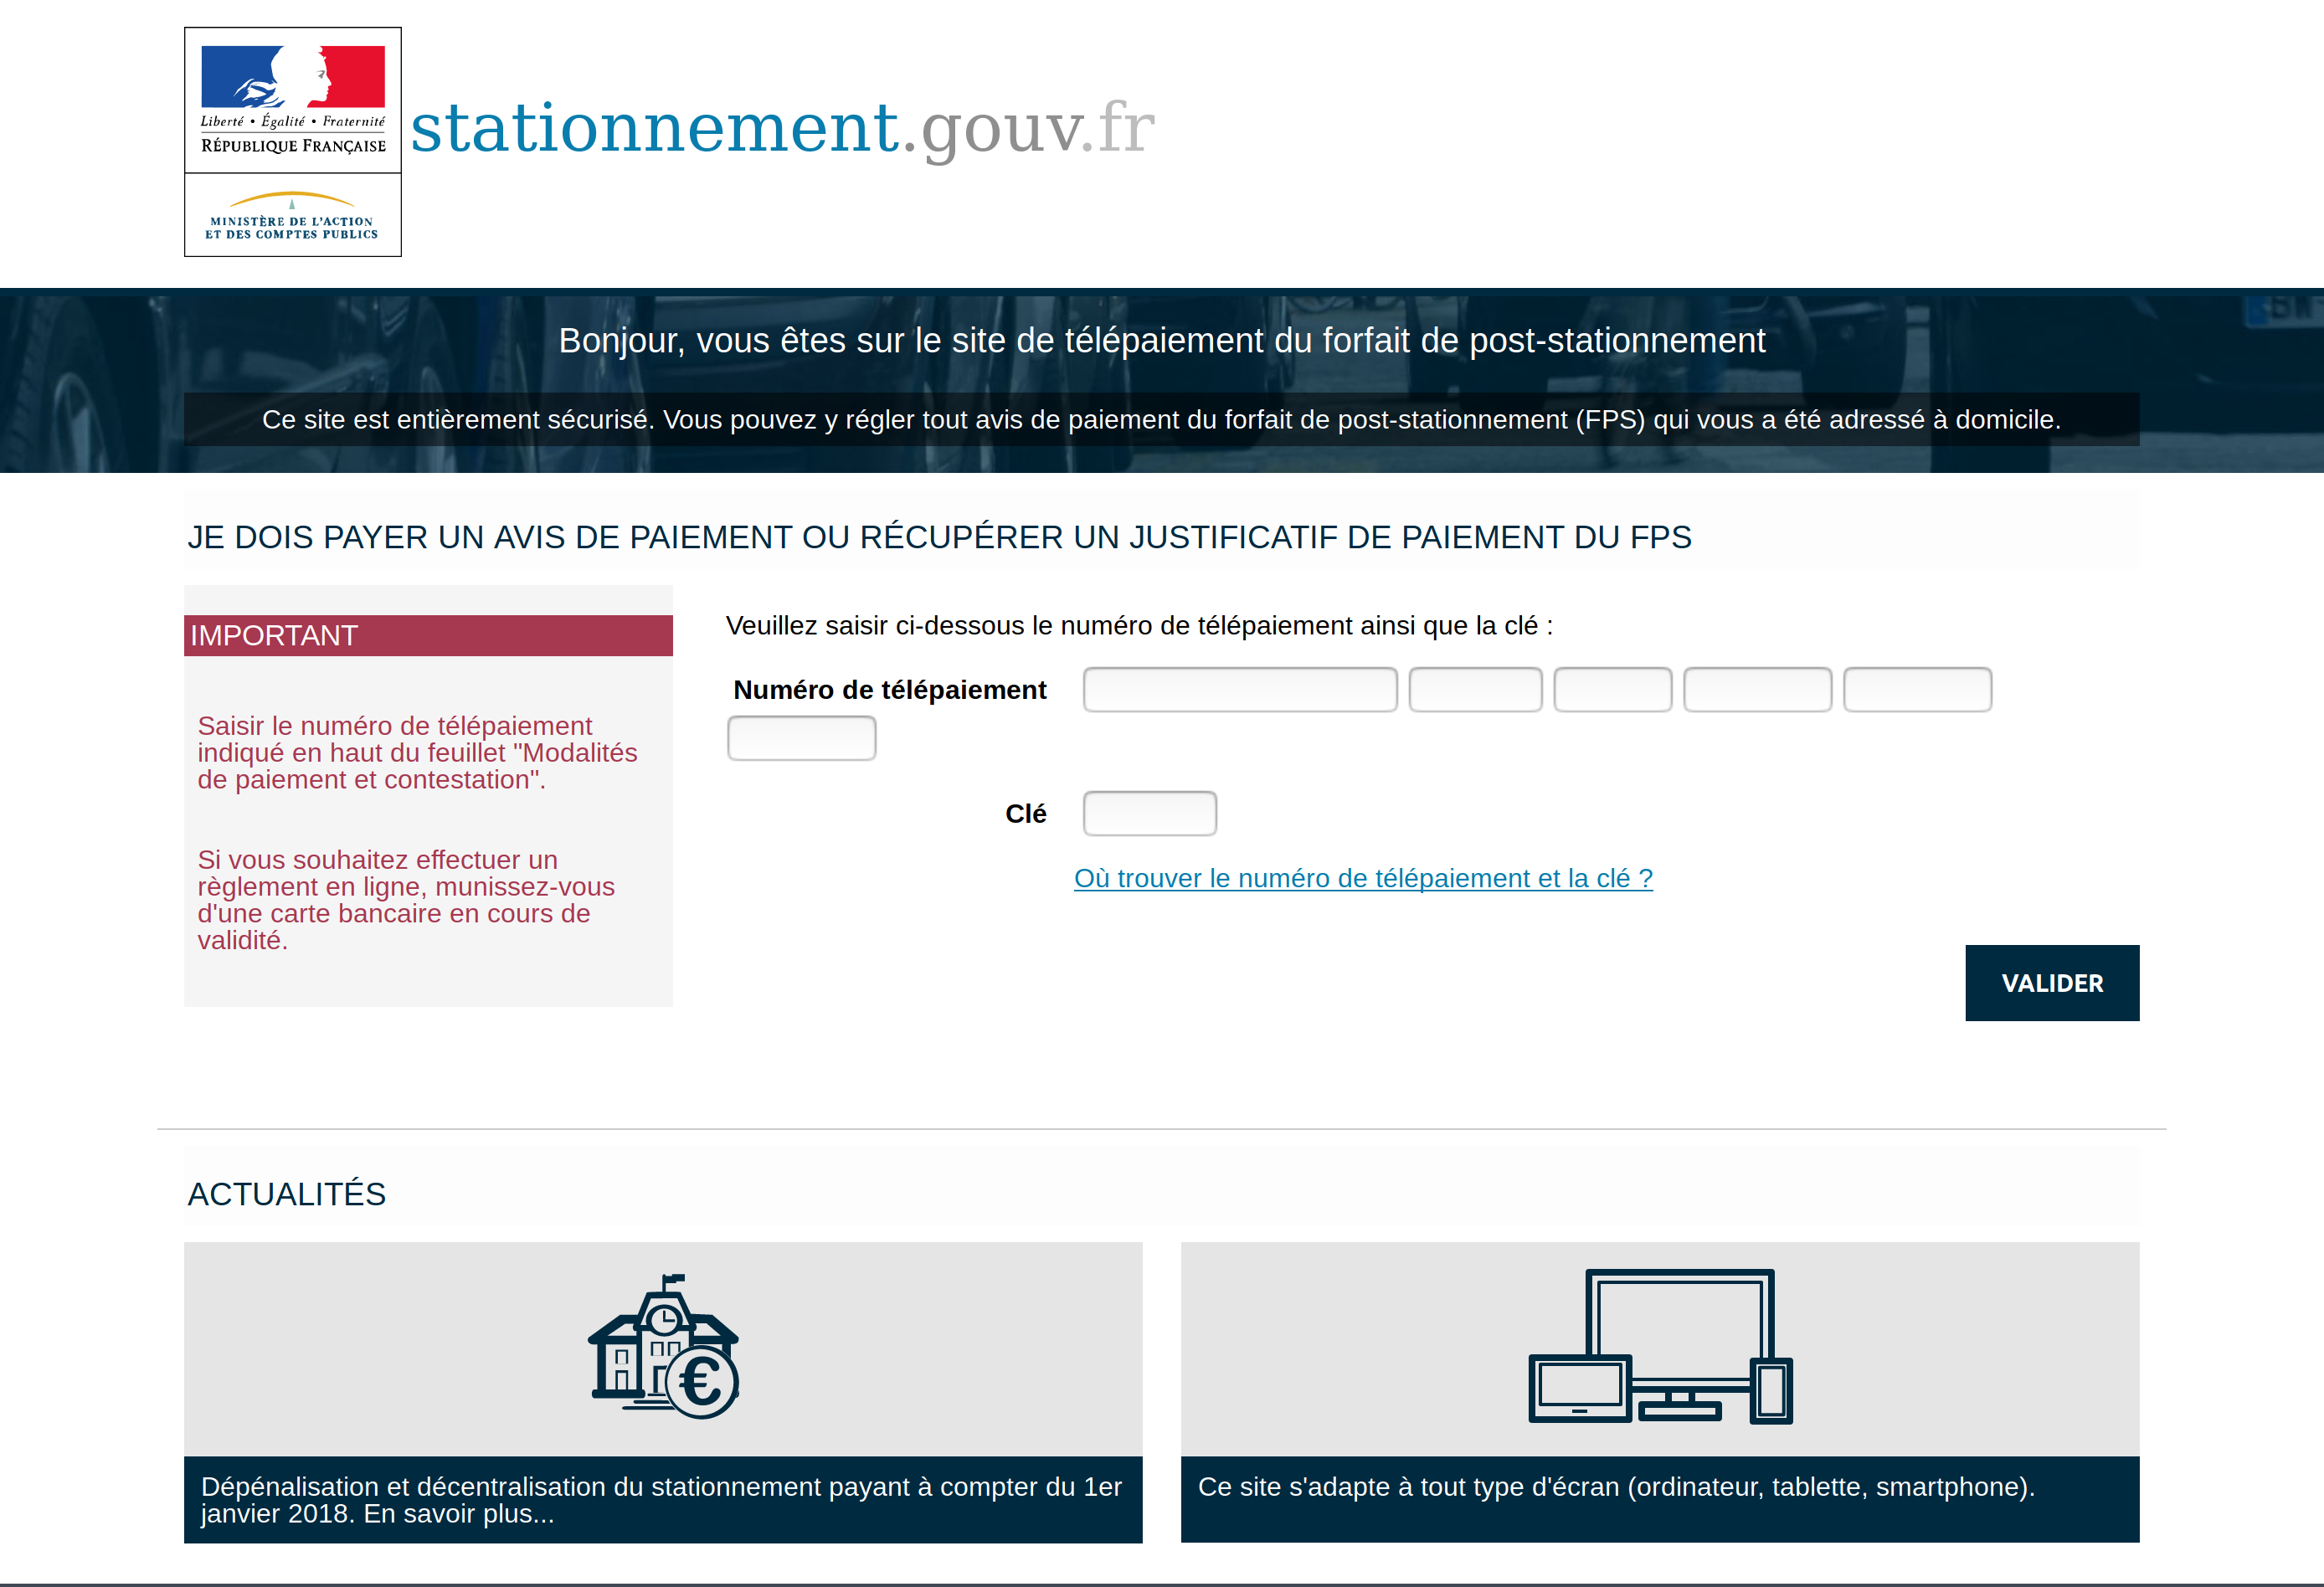 Liberté • Égalité • Fraternité
RÉPUBLIQUE FRANÇAISE
MINISTÈRE DE L'ACTION
ET DES COMPTES PUBLICS
stationnement.gouv.fr
Bonjour, vous êtes sur le site de télépaiement du forfait de post-stationnement
Ce site est entièrement sécurisé. Vous pouvez y régler tout avis de paiement du forfait de post-stationnement (FPS) qui vous a été adressé à domicile.
JE DOIS PAYER UN AVIS DE PAIEMENT OU RÉCUPÉRER UN JUSTIFICATIF DE PAIEMENT DU FPS
IMPORTANT
Saisir le numéro de télépaiement
indiqué en haut du feuillet "Modalités
de paiement et contestation".
Si vous souhaitez effectuer un
règlement en ligne, munissez-vous
d'une carte bancaire en cours de
validité.
Veuillez saisir ci-dessous le numéro de télépaiement ainsi que la clé :
Numéro de télépaiement
Clé
Où trouver le numéro de télépaiement et la clé ?
VALIDER
ACTUALITÉS
€
Dépénalisation et décentralisation du stationnement payant à compter du 1er
janvier 2018. En savoir plus...
Ce site s'adapte à tout type d'écran (ordinateur, tablette, smartphone).